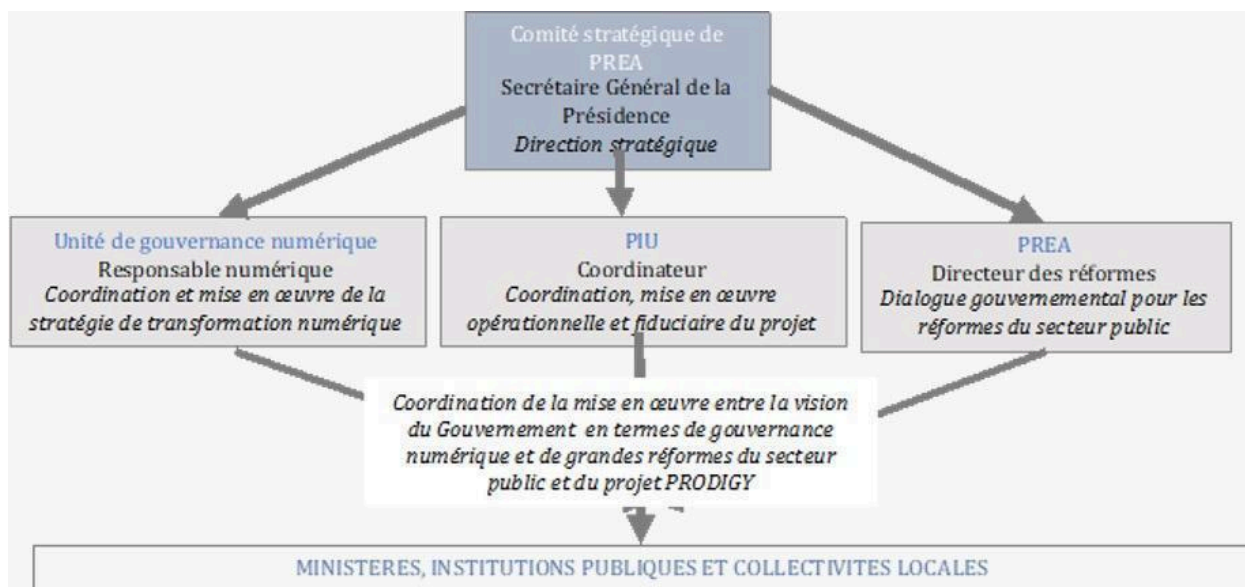 Comité stratégique de
PREA
Secrétaire Général de la
Présidence
Direction stratégique
Unité de gouvernance numérique
Responsable numérique
Coordination et mise en œuvre de la
stratégie de transformation numérique
PIU
Coordinateur
Coordination, mise en œuvre
opérationnelle et fiduciaire du projet
PREA
Directeur des réformes
Dialogue gouvernemental pour les
réformes du secteur public
Coordination de la mise en œuvre entre la vision
du Gouvernement en termes de gouvernance
numérique et de grandes réformes du secteur
public et du projet PRODIGY
MINISTERES, INSTITUTIONS PUBLIQUES ET COLLECTIVITES LOCALES